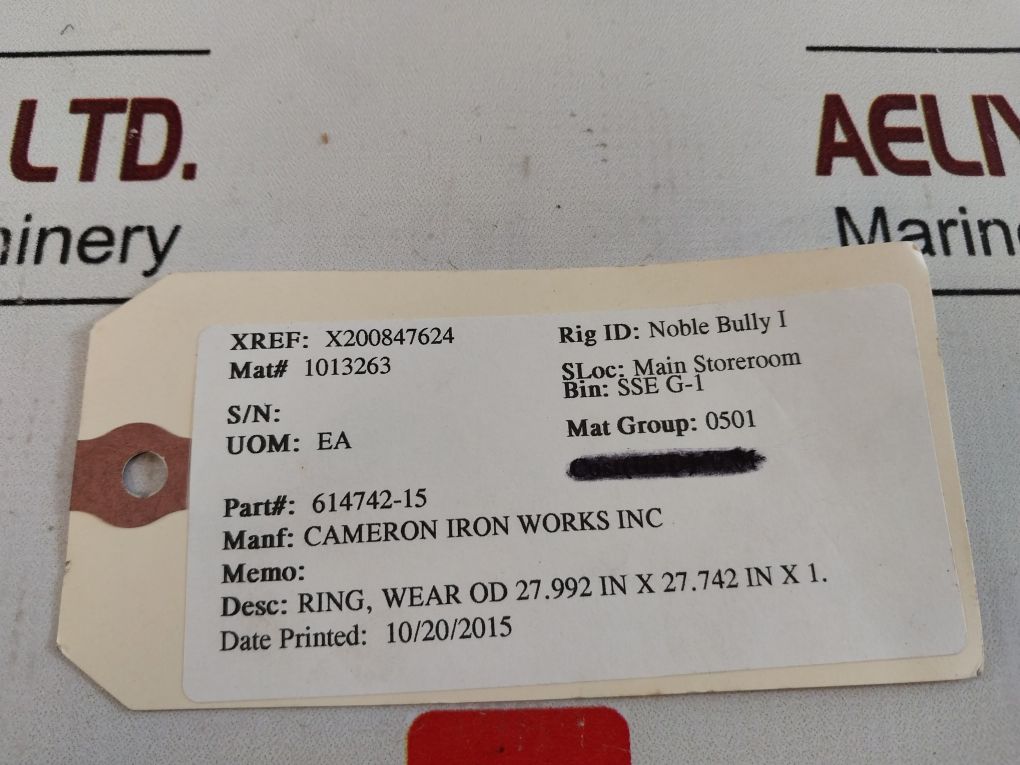 LTD.
AELI
Marin
inery
XREF: X200847624
Mat# 1013263
S/N:
UOM: EA
Rig ID: Noble Bully I
SLoc: Main Storeroom
Bin: SSE G-1
Mat Group: 0501
Part#: 614742-15
Manf: CAMERON IRON WORKS INC
Memo:
Desc: RING, WEAR OD 27.992 IN X 27.742 IN X 1.
Date Printed: 10/20/2015